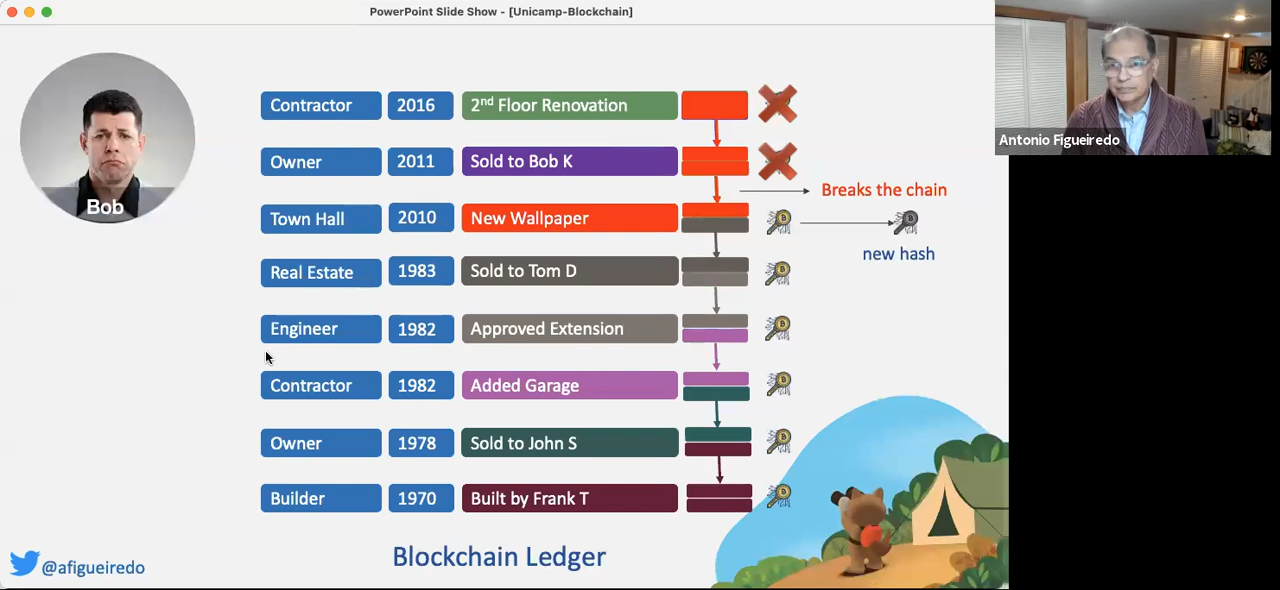 PowerPoint Slide Show - [Unicamp-Blockchain]
Antonio Figueiredo
Bob
Contractor 2016 2nd Floor Renovation
Owner 2011 Sold to Bob K
Breaks the chain
Town Hall 2010 New Wallpaper
new hash
Real Estate 1983 Sold to Tom D
Engineer 1982 Approved Extension
Contractor 1982 Added Garage
Owner 1978 Sold to John S
Builder 1970 Built by Frank T
Blockchain Ledger
@afigueiredo